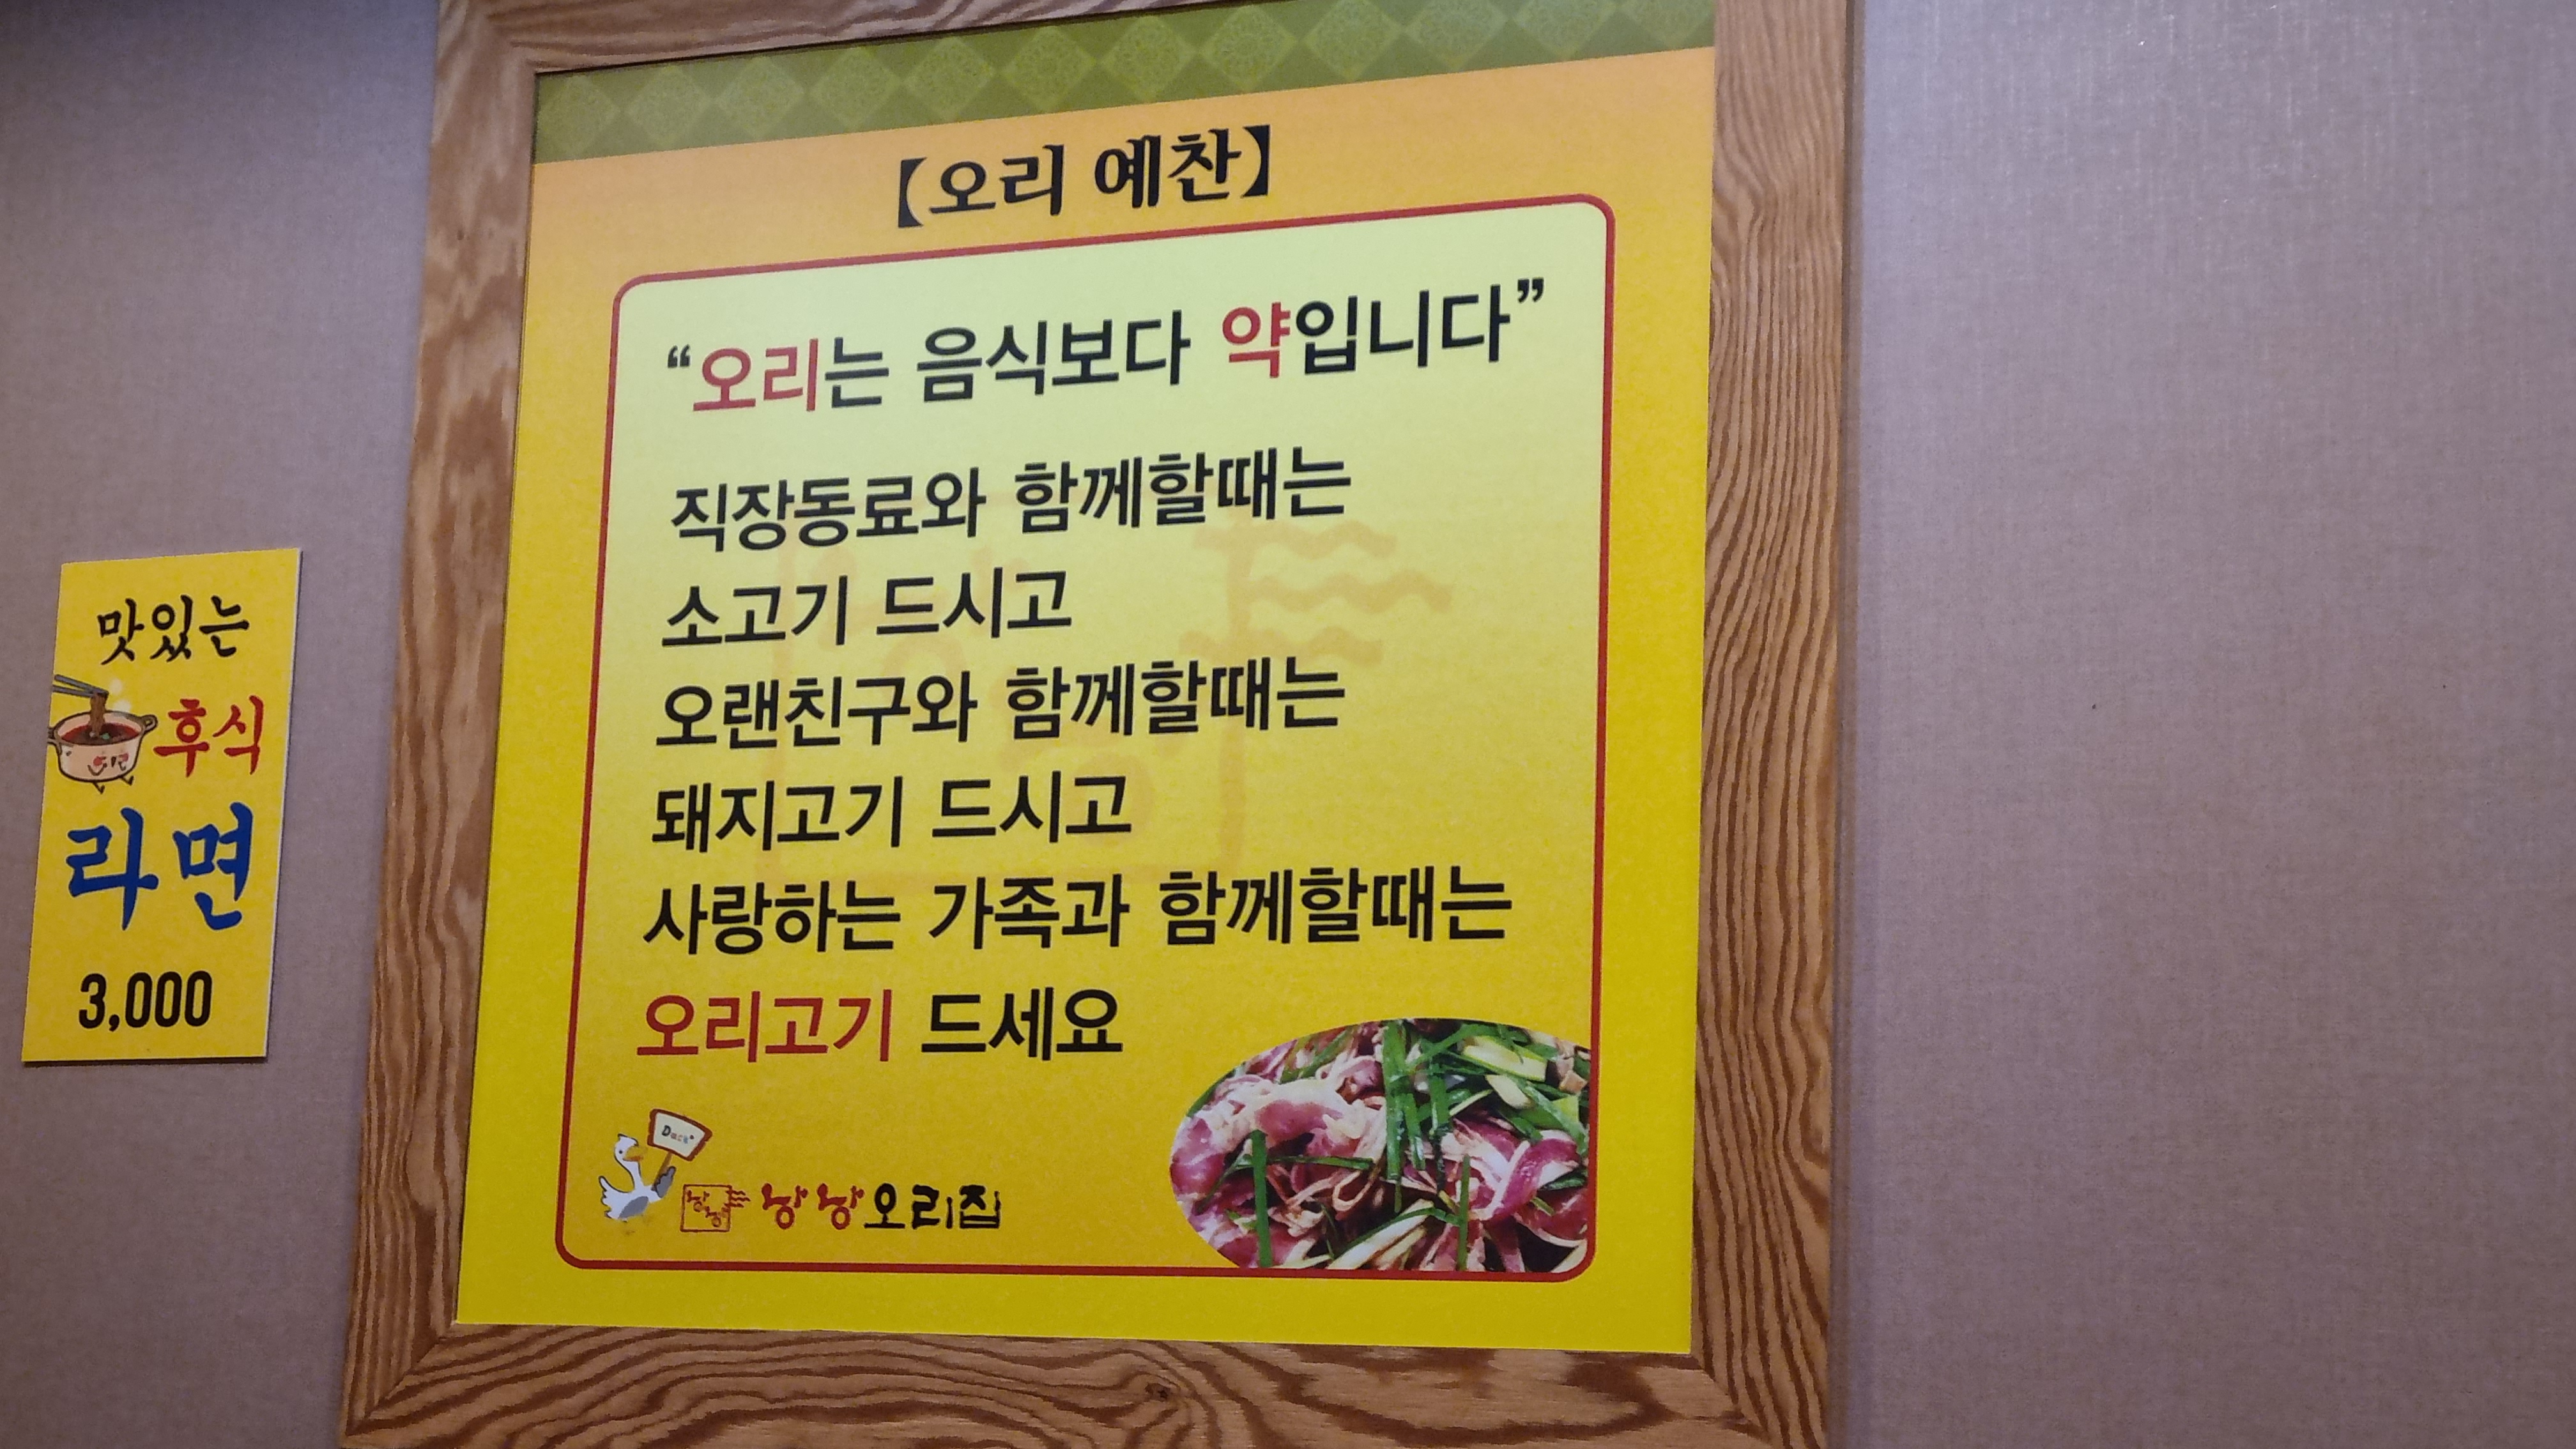 【오리 예찬】
“오리는 음식보다 약입니다”
직장동료와 함께할때는
소고기 드시고
오랜친구와 함께할때는
돼지고기 드시고
사랑하는 가족과 함께할때는
오리고기 드세요
Duck
오리집
맛있는
후식
라면
3,000